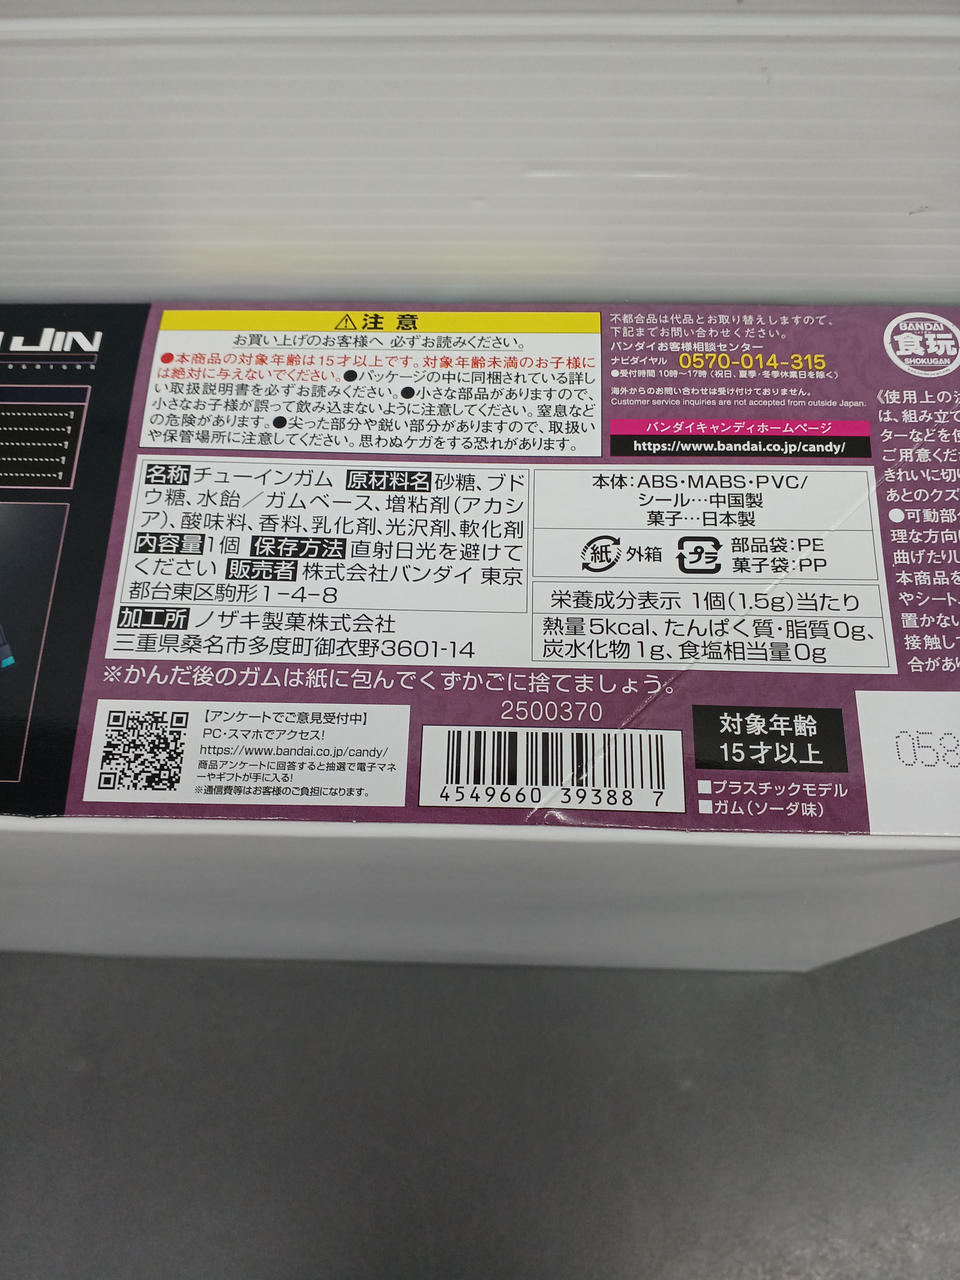 JIN
⚠注意
お買い上げのお客様へ 必ずお読みください。
●本商品の対象年齢は15才以上です。対象年齢未満のお子様に
は絶対に与えないでください。●パッケージの中に同梱されている詳し
い取扱説明書を必ずお読みください。●小さな部品がありますので、
小さなお子様が誤って飲み込まないように注意してください。窒息など
の危険があります。●尖った部分や鋭い部分がありますので、取扱い
や保管場所に注意してください。思わぬケガをする恐れがあります。
不都合品は代品とお取り替えしますので、
下記までお問い合わせください。
バンダイお客様相談センター
ナビダイヤル 0570-014-315
●受付時間 10時〜17時(祝日、夏季・冬季休業日を除く)
海外からのお問い合わせは受け付けておりません。
Customer service inquiries are not accepted from outside Japan.
バンダイキャンディホームページ
https://www.bandai.co.jp/candy/
BANDAI
食玩
SHOKUGAN
名称 チューインガム 原材料名 砂糖、ブド
ウ糖、水飴／ガムベース、増粘剤(アカシ
ア)、酸味料、香料、乳化剤、光沢剤、軟化剤
内容量 1個 保存方法 直射日光を避けて
ください 販売者 株式会社バンダイ 東京
都台東区駒形1-4-8
加工所 ノザキ製菓株式会社
三重県桑名市多度町御衣野3601-14
本体:ABS・MABS・PVC/
シール…中国製
菓子…日本製
紙 外箱 プラ 部品袋:PE
菓子袋:PP
栄養成分表示 1個(1.5g)当たり
熱量5kcal、たんぱく質・脂質0g、
炭水化物1g、食塩相当量0g
※かんだ後のガムは紙に包んでくずかごに捨てましょう。
《使用上の
は、組み立て
ターなどを使
ご用意くだ
きれいに切り
あとのクズ
●可動部分
理な方向に
曲げたりし
本商品を
やシート、
置かない
接触して
合があり
【アンケートでご意見受付中】
PC・スマホでアクセス!
https://www.bandai.co.jp/candy/
商品アンケートに回答すると抽選で電子マネ
ーやギフトが手に入る!
※通信費等はお客様のご負担になります。
2500370
4549660 393887
対象年齢
15才以上
■プラスチックモデル
■ガム(ソーダ味)
058